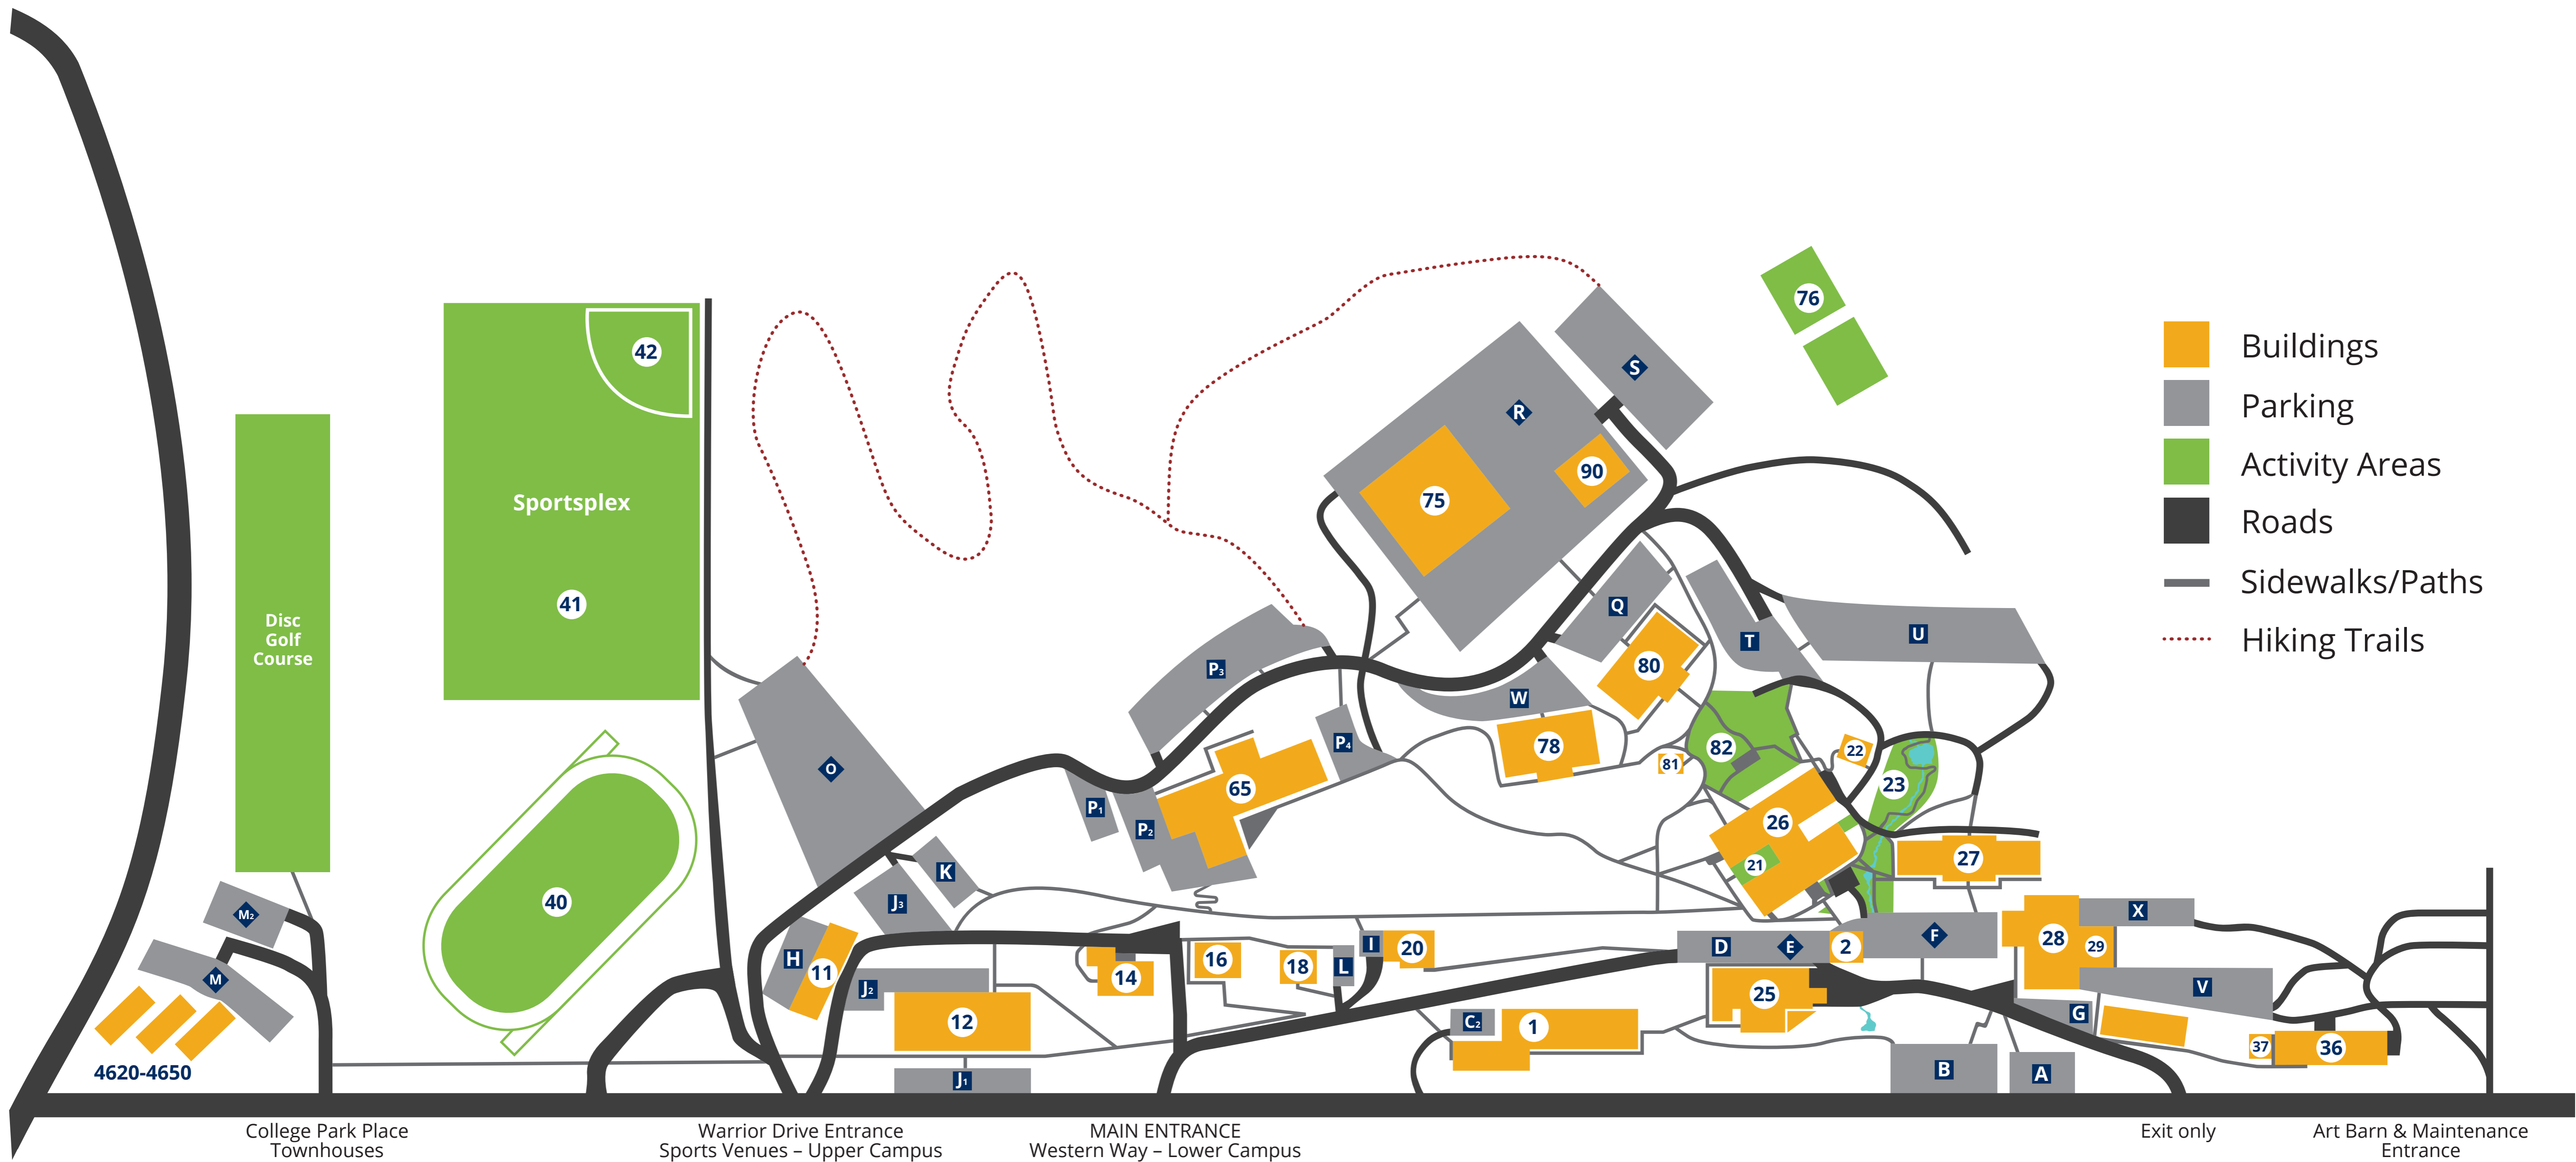 76
42
S
R
90
75
Sportsplex
41
Disc
Golf
Course
Buildings
Parking
Activity Areas
Roads
Sidewalks/Paths
Hiking Trails
Q
T
U
P3
80
W
P4
78
82
22
81
O
65
23
P1
P2
26
21
27
K
J3
40
M2
M
4620-4650
H
11
J2
12
J1
14
16
18
L
I
20
D
E
2
F
28
29
X
V
25
C2
1
G
B
A
37
36
College Park Place
Townhouses
Warrior Drive Entrance
Sports Venues – Upper Campus
MAIN ENTRANCE
Western Way – Lower Campus
Exit only
Art Barn & Maintenance
Entrance